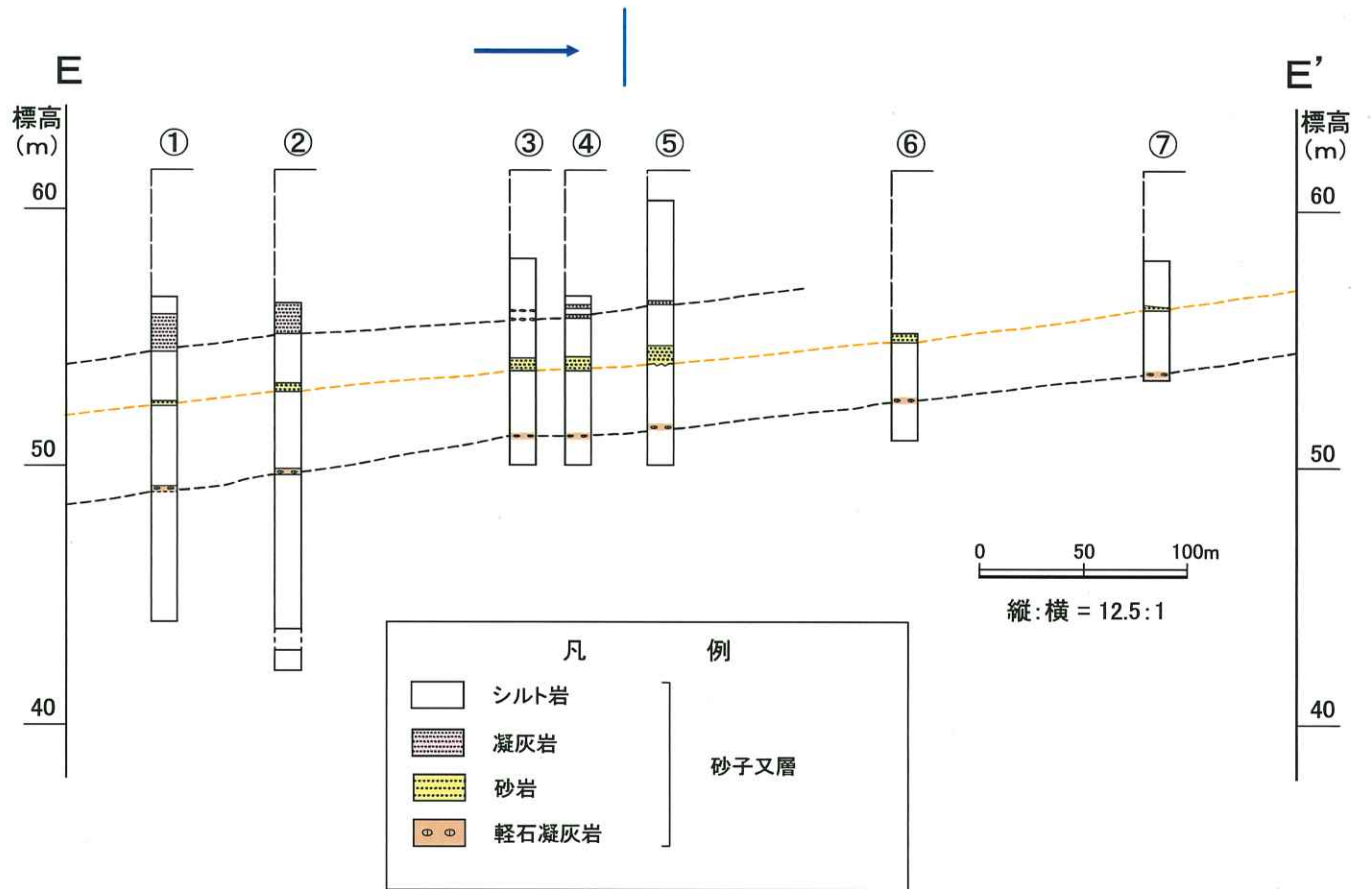 E
E’
標高
(m)
標高
(m)
① ② ③ ④ ⑤ ⑥ ⑦
60
60
50
50
0 50 100m
縦:横 = 12.5:1
40
40
凡 例
シルト岩
凝灰岩
砂岩
軽石凝灰岩
砂子又層